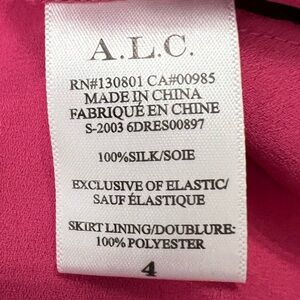 A.L.C.
RN#130801 CA#00985
MADE IN CHINA
FABRIQUÉ EN CHINE
S-2003 6DRES00897
100%SILK/SOIE
EXCLUSIVE OF ELASTIC/
SAUF ÉLASTIQUE
SKIRT LINING/DOUBLURE:
100% POLYESTER
4